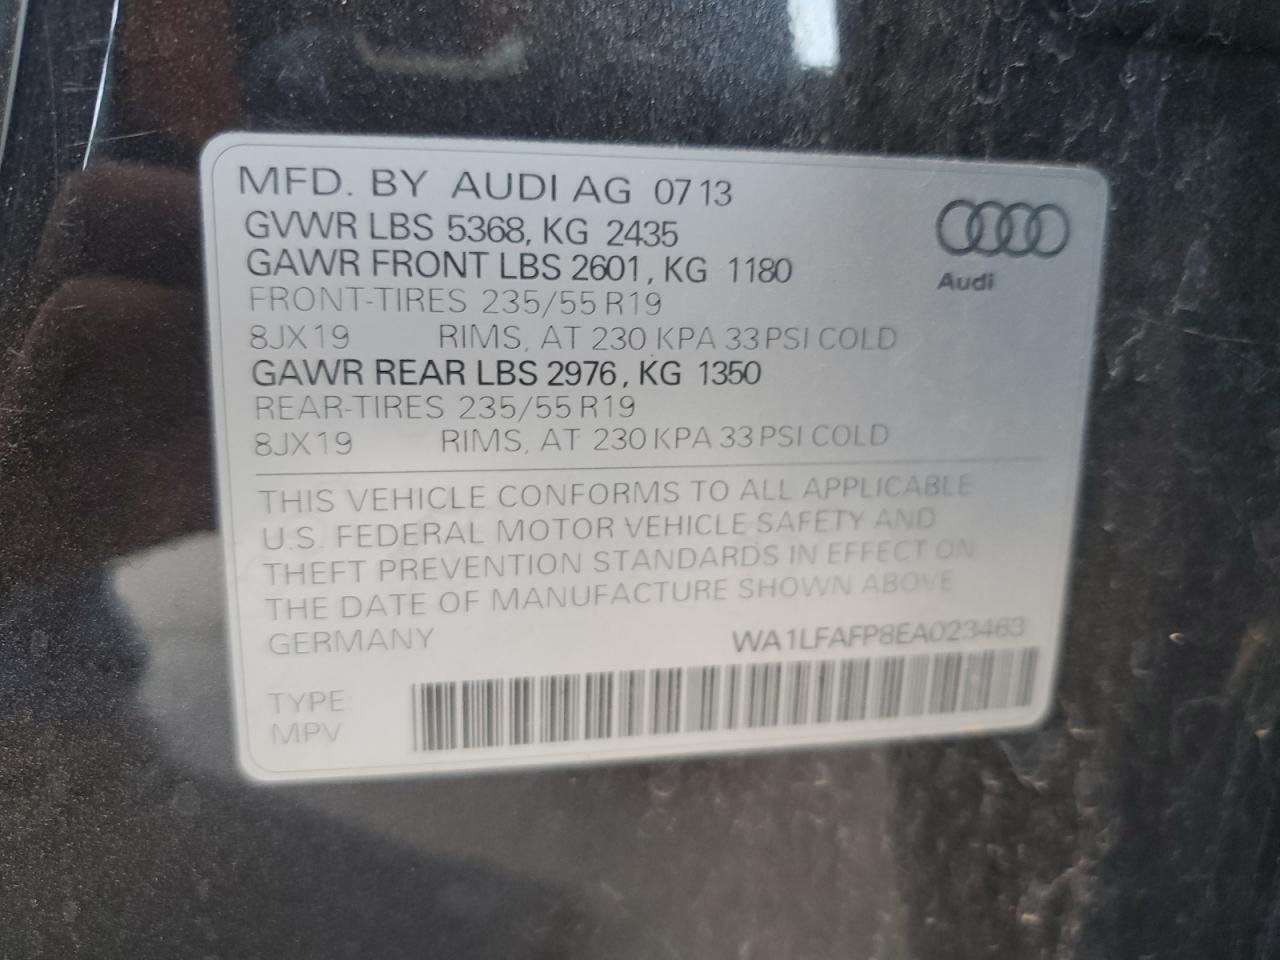 MFD. BY AUDI AG 07 13
GVWR LBS 5368, KG 2435
GAWR FRONT LBS 2601, KG 1180
FRONT-TIRES 235/55 R19
8JX19 RIMS, AT 230 KPA 33 PSI COLD
GAWR REAR LBS 2976, KG 1350
REAR-TIRES 235/55 R19
8JX19 RIMS, AT 230 KPA 33 PSI COLD
Audi
THIS VEHICLE CONFORMS TO ALL APPLICABLE
U.S. FEDERAL MOTOR VEHICLE SAFETY AND
THEFT PREVENTION STANDARDS IN EFFECT ON
THE DATE OF MANUFACTURE SHOWN ABOVE
GERMANY WA1LFAFP8EA023463
TYPE
MPV